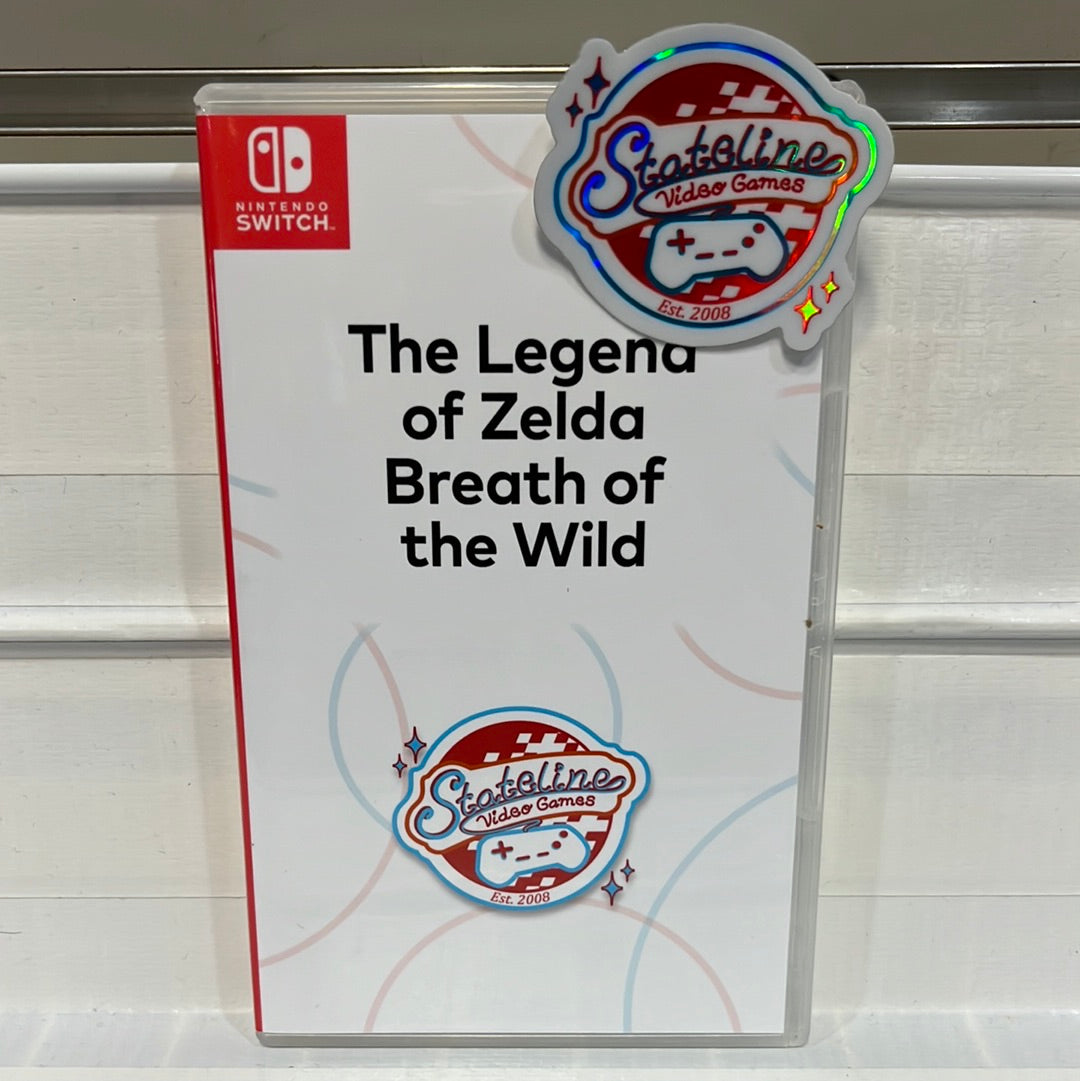 Stateline
Video Games
Est. 2008
NINTENDO
SWITCH™
The Legend
of Zelda
Breath of
the Wild
Stateline
Video Games
Est. 2008